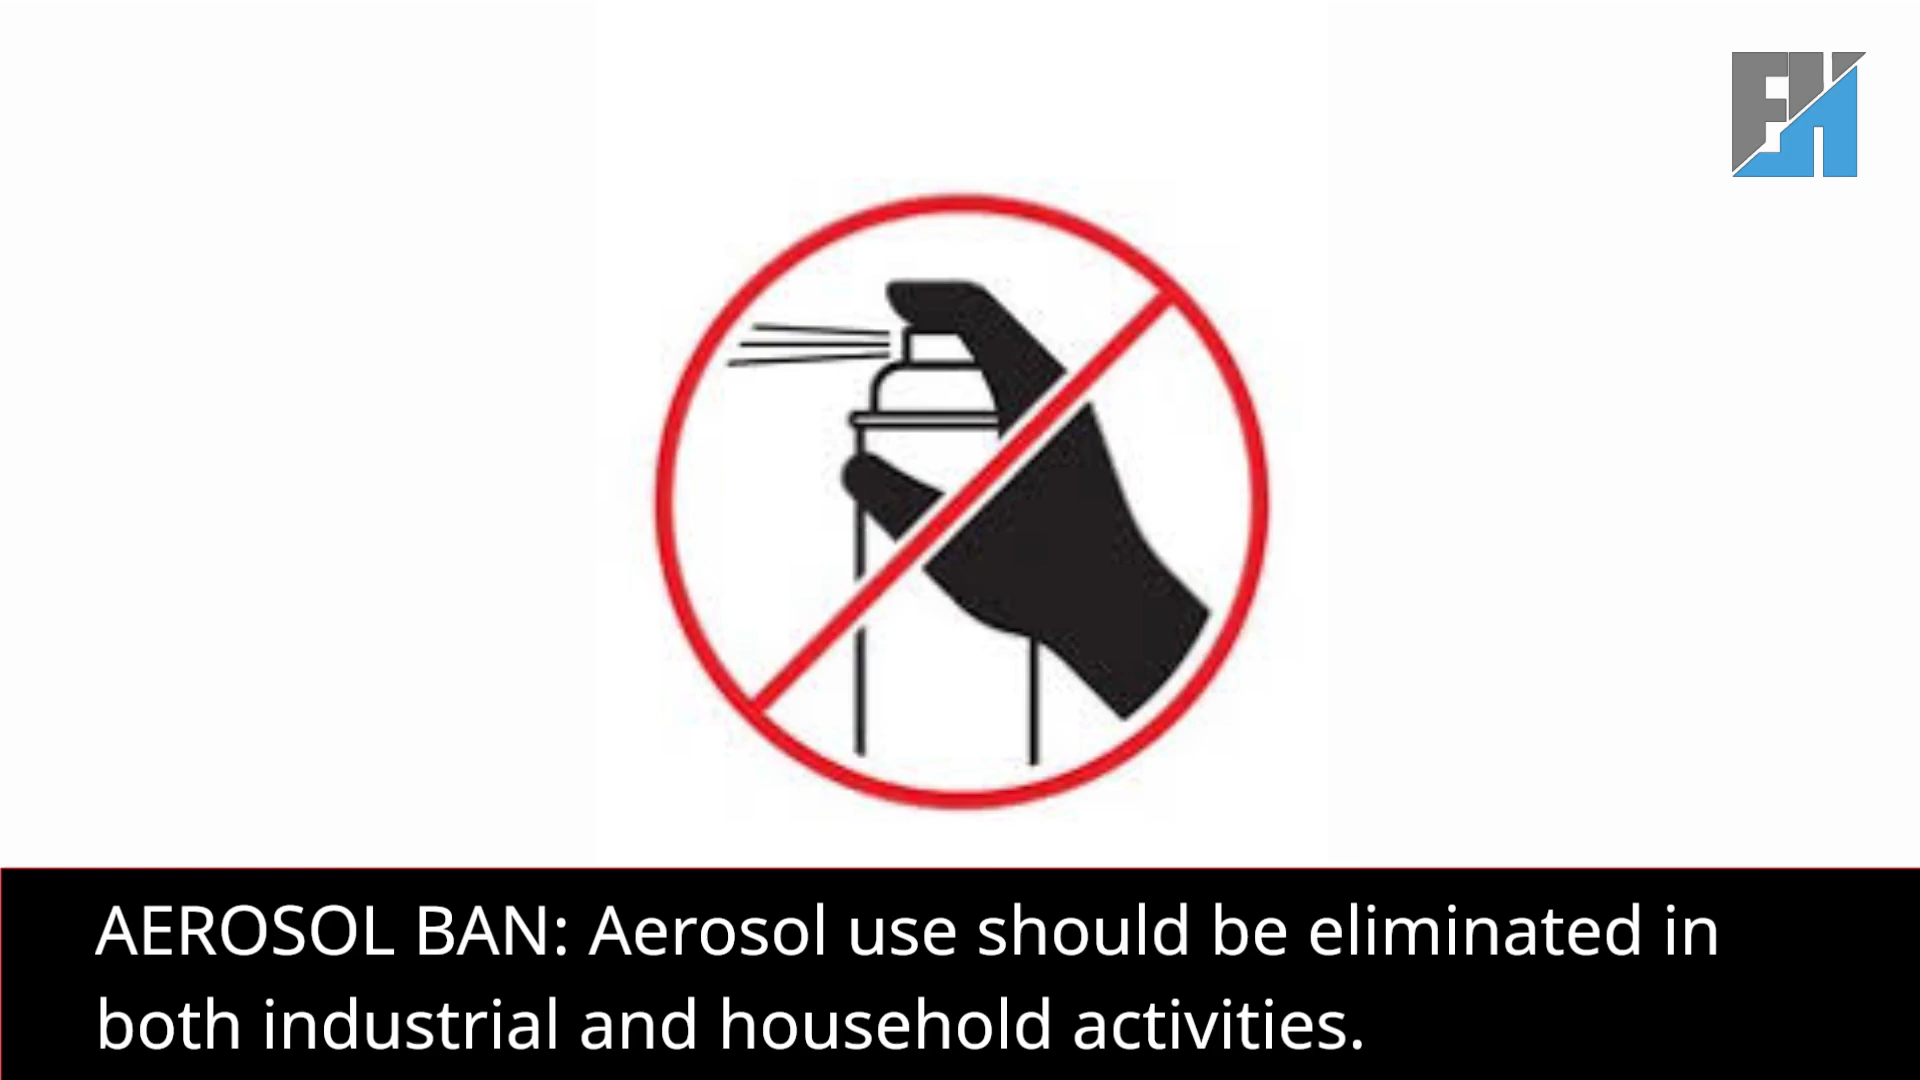 AEROSOL BAN: Aerosol use should be eliminated in
both industrial and household activities.